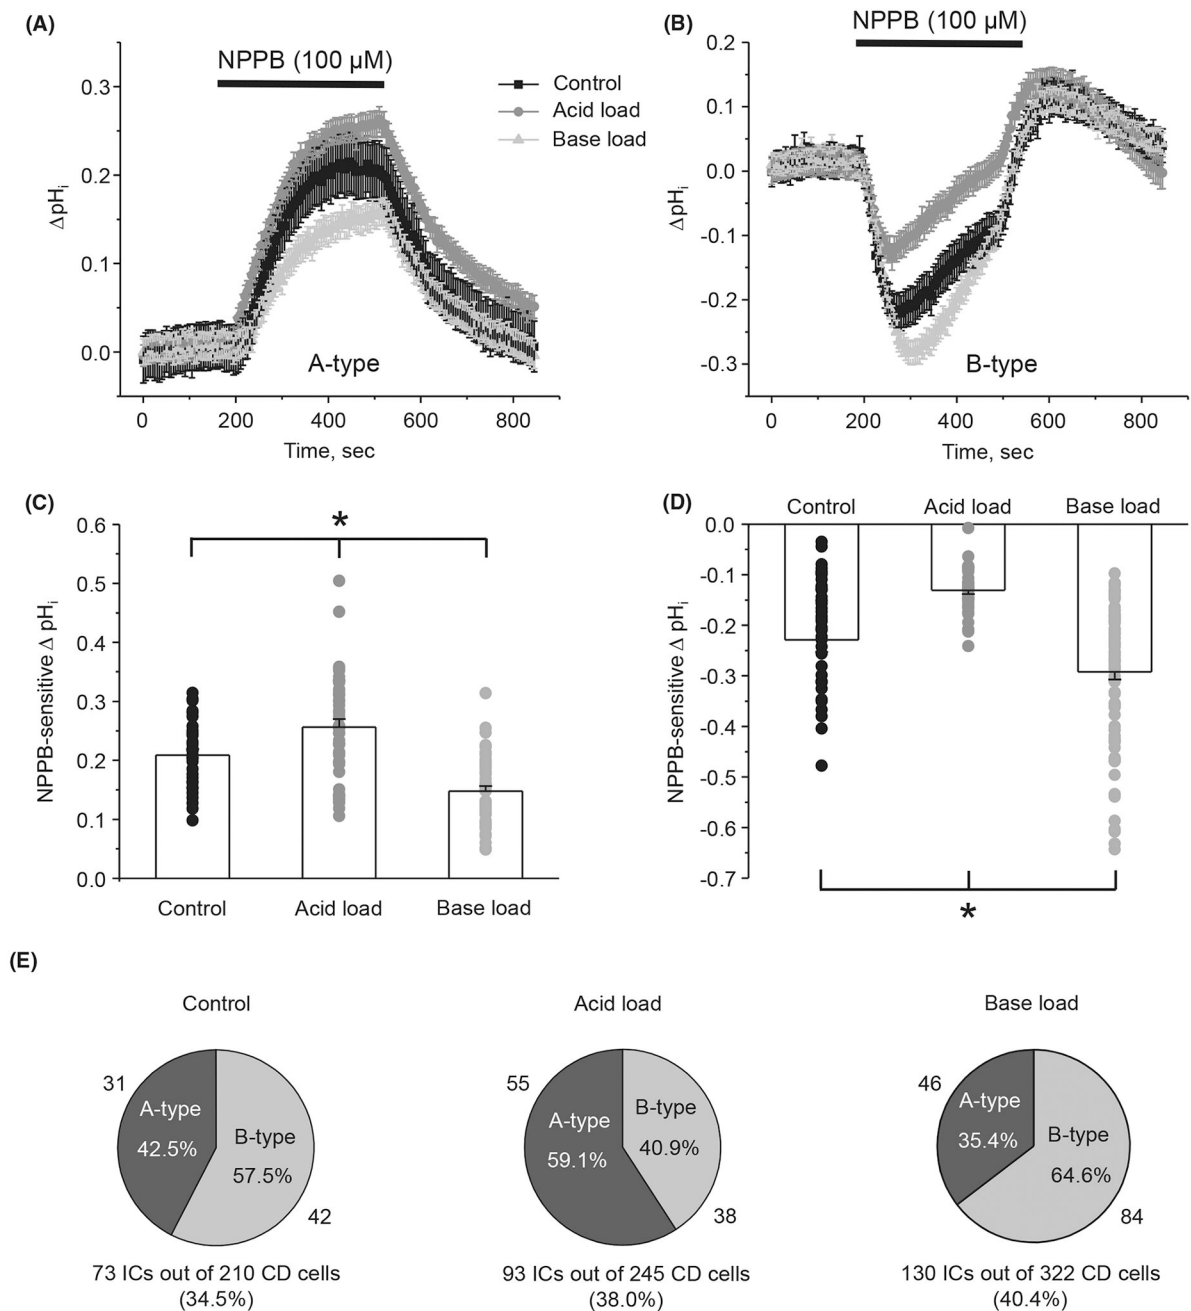 (A)
NPPB (100 µM)
Control
Acid load
Base load
0.3
0.2
0.1
0.0
ΔpHi
A-type
0 200 400 600 800
Time, sec
(B)
NPPB (100 µM)
0.2
0.1
0.0
-0.1
-0.2
-0.3
ΔpHi
B-type
0 200 400 600 800
Time, sec
(C)
*
0.6
0.5
0.4
0.3
0.2
0.1
0.0
NPPB-sensitive Δ pHi
Control Acid load Base load
(D)
Control Acid load Base load
0.0
-0.1
-0.2
-0.3
-0.4
-0.5
-0.6
-0.7
NPPB-sensitive Δ pHi
*
(E)
Control
31
A-type
42.5%
B-type
57.5%
42
73 ICs out of 210 CD cells
(34.5%)
Acid load
55
A-type
59.1%
B-type
40.9%
38
93 ICs out of 245 CD cells
(38.0%)
Base load
46
A-type
35.4%
B-type
64.6%
84
130 ICs out of 322 CD cells
(40.4%)